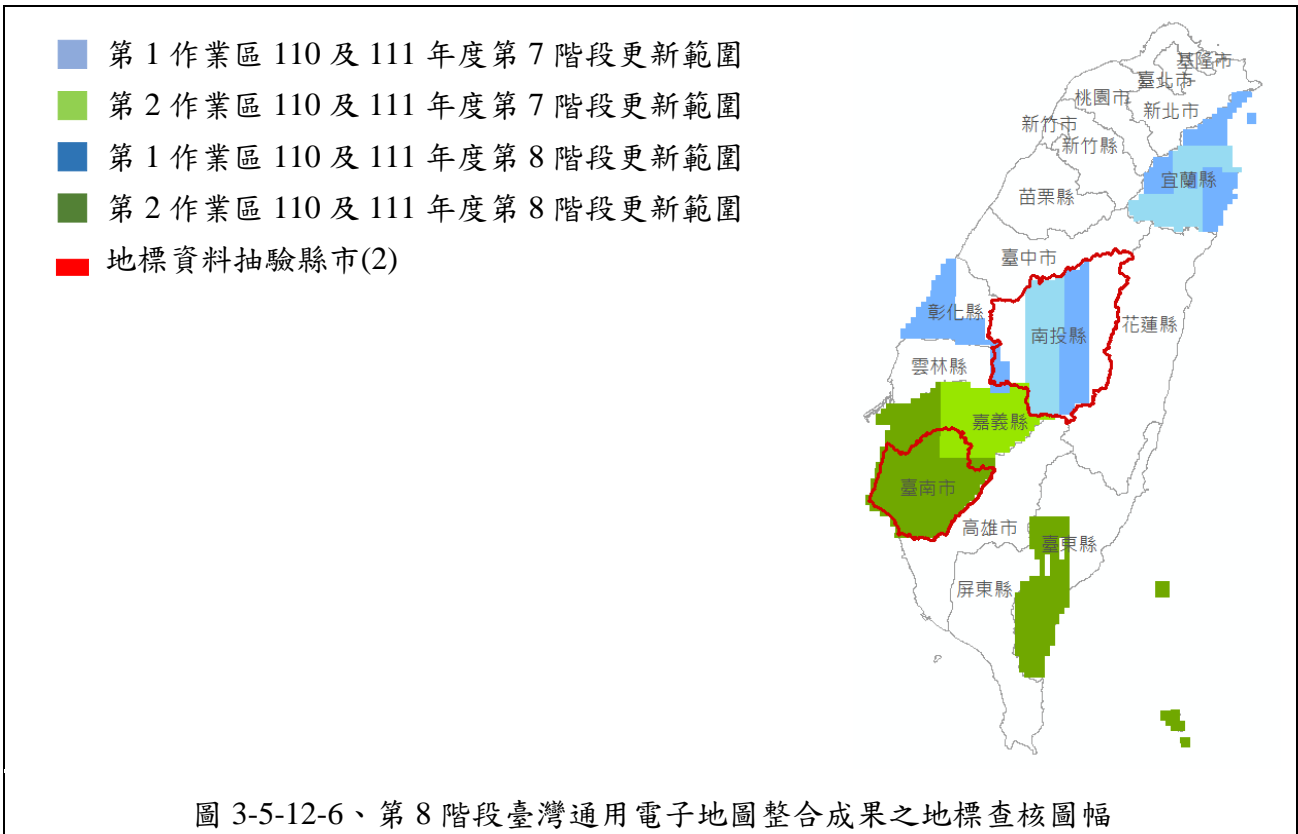 第 1 作業區 110 及 111 年度第 7 階段更新範圍
第 2 作業區 110 及 111 年度第 7 階段更新範圍
第 1 作業區 110 及 111 年度第 8 階段更新範圍
第 2 作業區 110 及 111 年度第 8 階段更新範圍
地標資料抽驗縣市(2)
基隆市
臺北市
桃園市
新北市
新竹市
新竹縣
宜蘭縣
苗栗縣
臺中市
彰化縣
花蓮縣
南投縣
雲林縣
嘉義縣
臺南市
高雄市
臺東縣
屏東縣
圖 3-5-12-6、第 8 階段臺灣通用電子地圖整合成果之地標查核圖幅